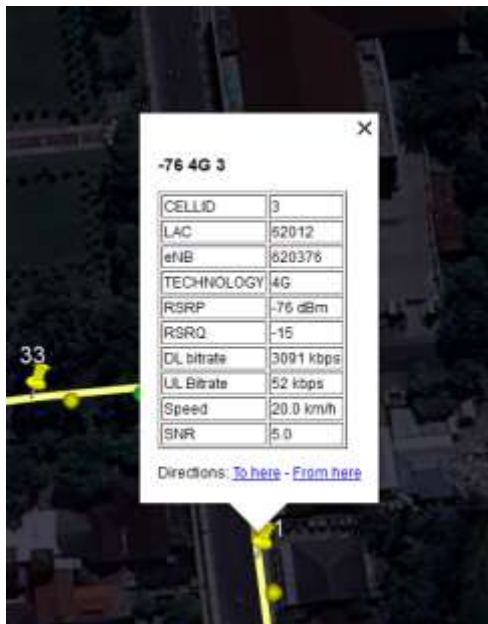 -76 4G 3
CELLID 3
LAC 62012
eNB 620376
TECHNOLOGY 4G
RSRP -76 dBm
RSRQ -15
DL bitrate 3091 kbps
UL Bitrate 52 kbps
Speed 20.0 km/h
SNR 5.0
Directions: To here - From here
33
1